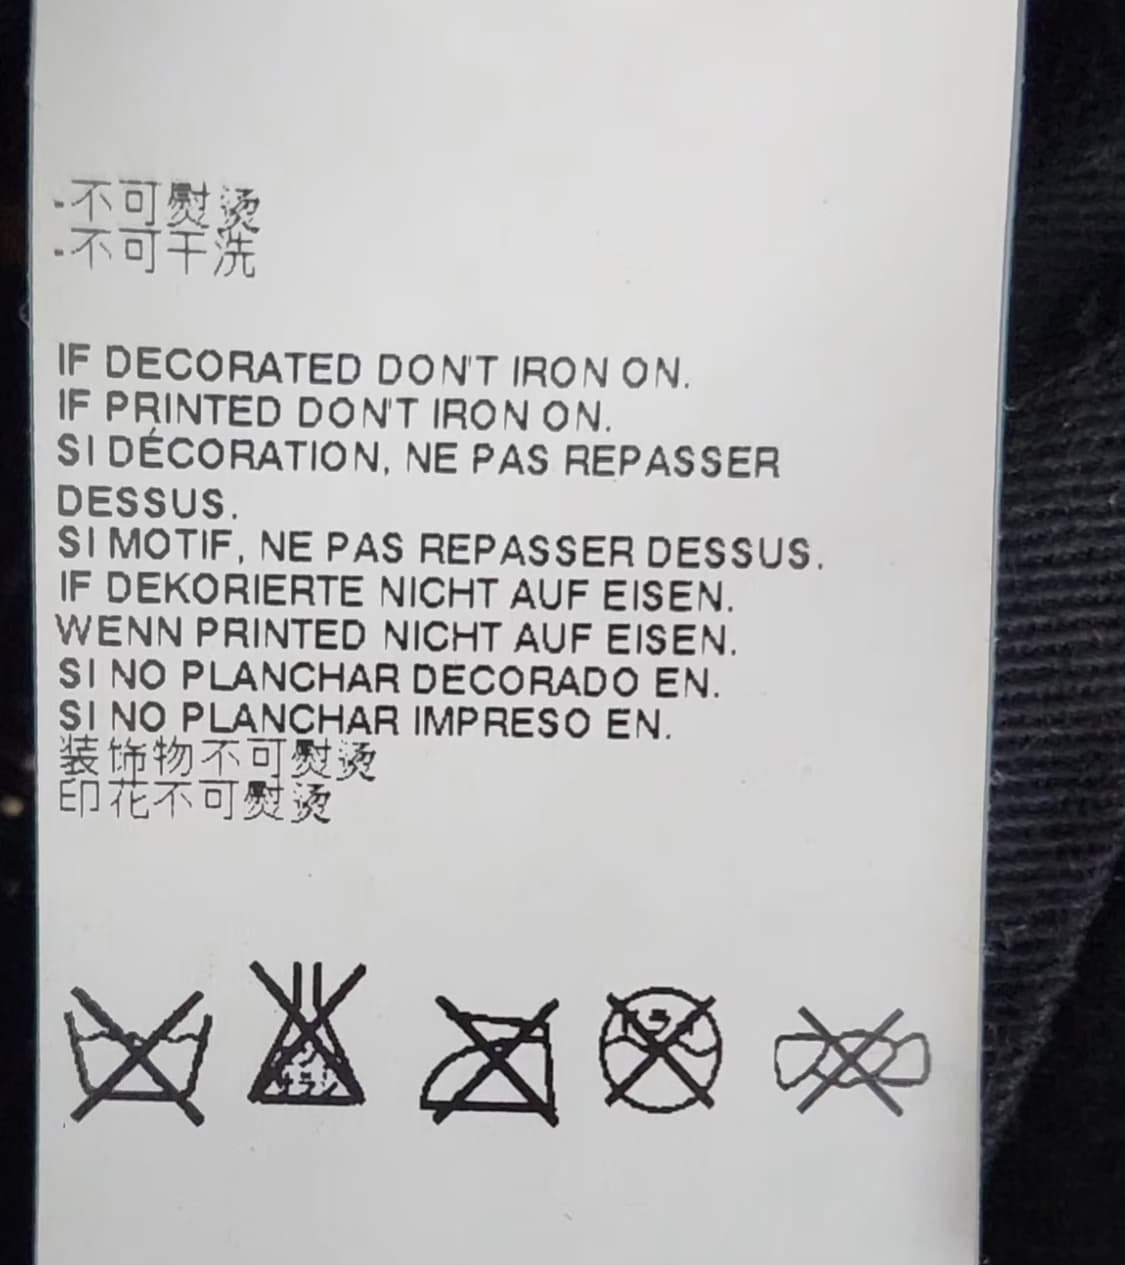 -不可熨烫
-不可干洗
IF DECORATED DON'T IRON ON.
IF PRINTED DON'T IRON ON.
SI DÉCORATION, NE PAS REPASSER
DESSUS.
SI MOTIF, NE PAS REPASSER DESSUS.
IF DEKORIERTE NICHT AUF EISEN.
WENN PRINTED NICHT AUF EISEN.
SI NO PLANCHAR DECORADO EN.
SI NO PLANCHAR IMPRESO EN.
装饰物不可熨烫
印花不可熨烫